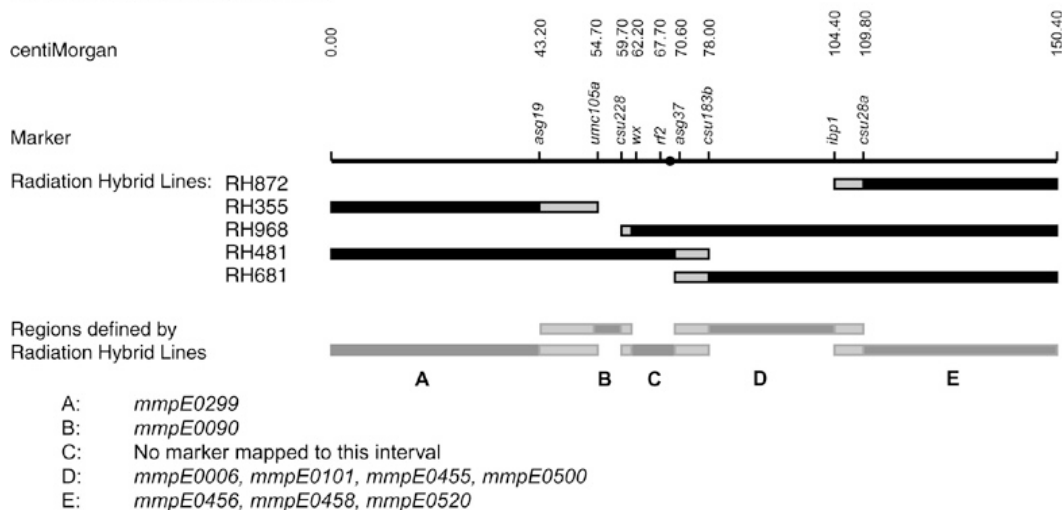 centiMorgan 0.00 43.20 54.70 59.70 62.20 67.70 70.60 78.00 104.40 109.80 150.40
Marker asg19 umc105a csu228 wx rf2 asg37 csu183b ibp1 csu28a
Radiation Hybrid Lines: RH872
RH355
RH968
RH481
RH681
Regions defined by
Radiation Hybrid Lines
A B C D E
A: mmpE0299
B: mmpE0090
C: No marker mapped to this interval
D: mmpE0006, mmpE0101, mmpE0455, mmpE0500
E: mmpE0456, mmpE0458, mmpE0520